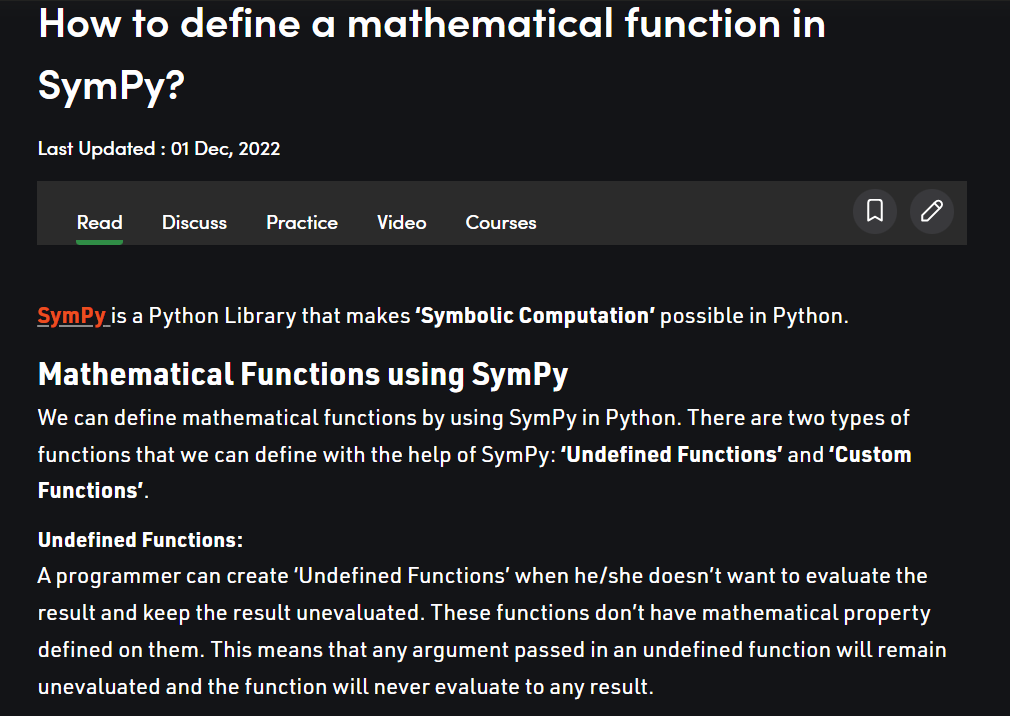 How to define a mathematical function in
SymPy?
Last Updated : 01 Dec, 2022
Read Discuss Practice Video Courses
SymPy is a Python Library that makes ‘Symbolic Computation’ possible in Python.
Mathematical Functions using SymPy
We can define mathematical functions by using SymPy in Python. There are two types of
functions that we can define with the help of SymPy: ‘Undefined Functions’ and ‘Custom
Functions’.
Undefined Functions:
A programmer can create ‘Undefined Functions’ when he/she doesn’t want to evaluate the
result and keep the result unevaluated. These functions don’t have mathematical property
defined on them. This means that any argument passed in an undefined function will remain
unevaluated and the function will never evaluate to any result.